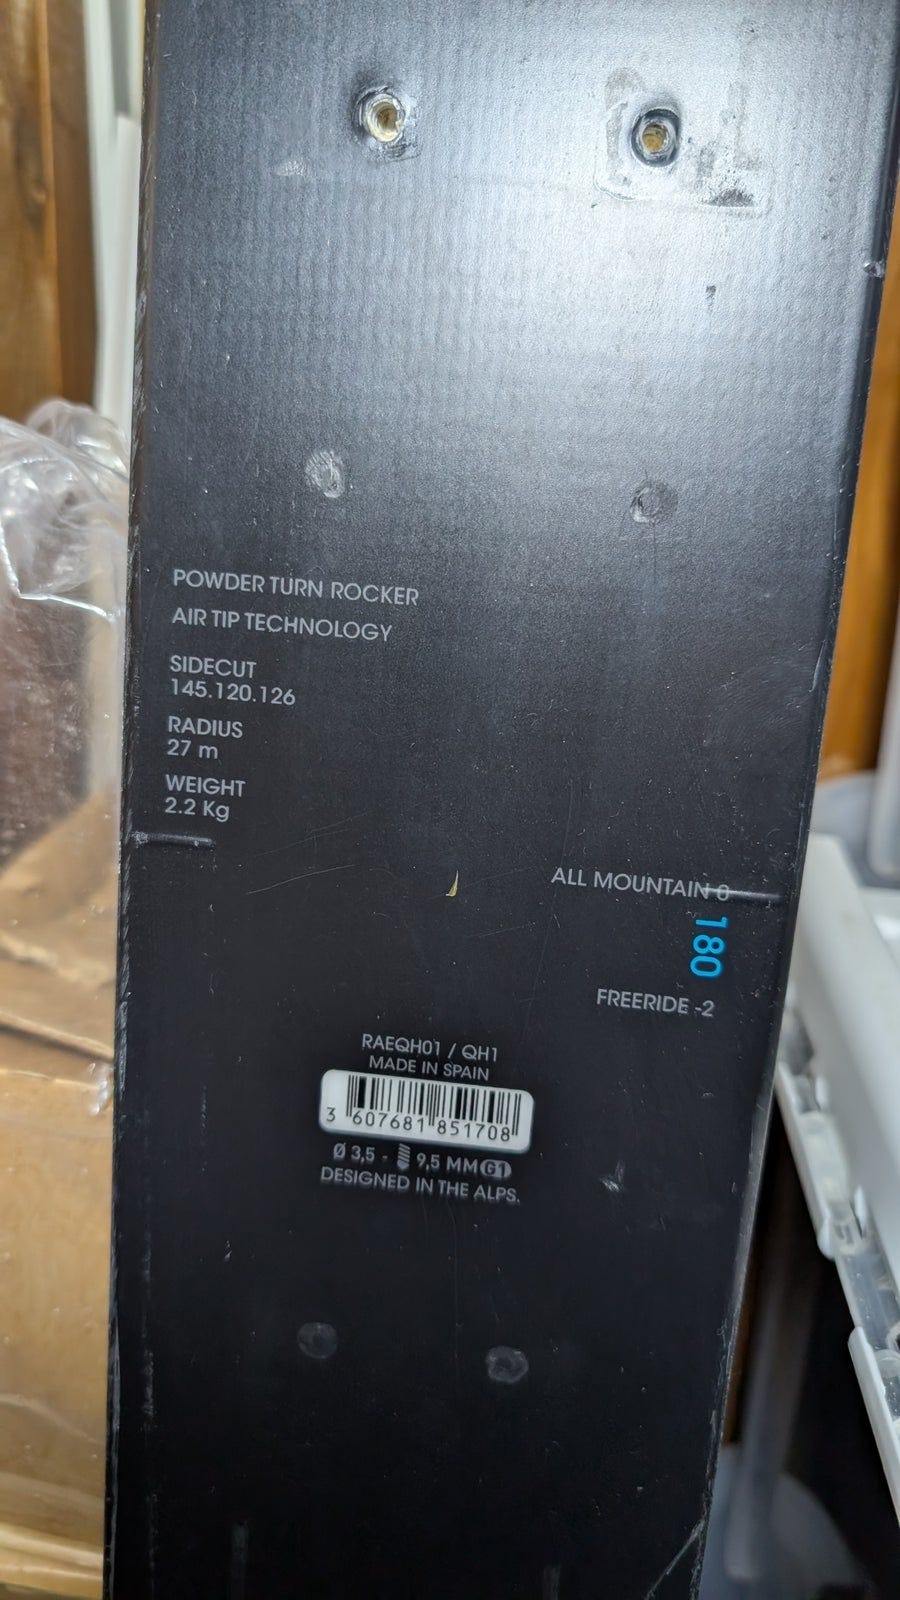 POWDER TURN ROCKER
AIR TIP TECHNOLOGY
SIDECUT
145.120.126
RADIUS
27 m
WEIGHT
2.2 Kg
ALL MOUNTAIN 0
180
FREERIDE -2
RAEQH01 / QH1
MADE IN SPAIN
3 607681 851708
Ø 3,5 - 9,5 MM G1
DESIGNED IN THE ALPS.